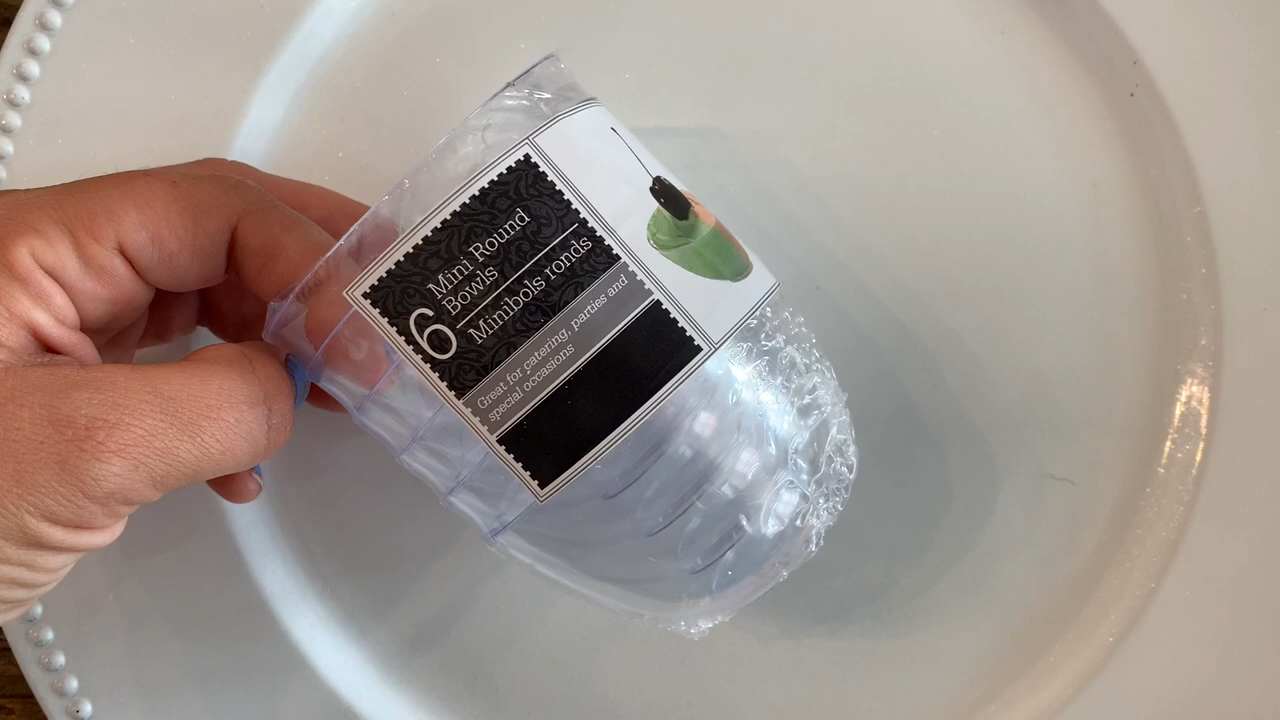 6
Mini Round
Bowls
Minibols ronds
Great for catering, parties and
special occasions